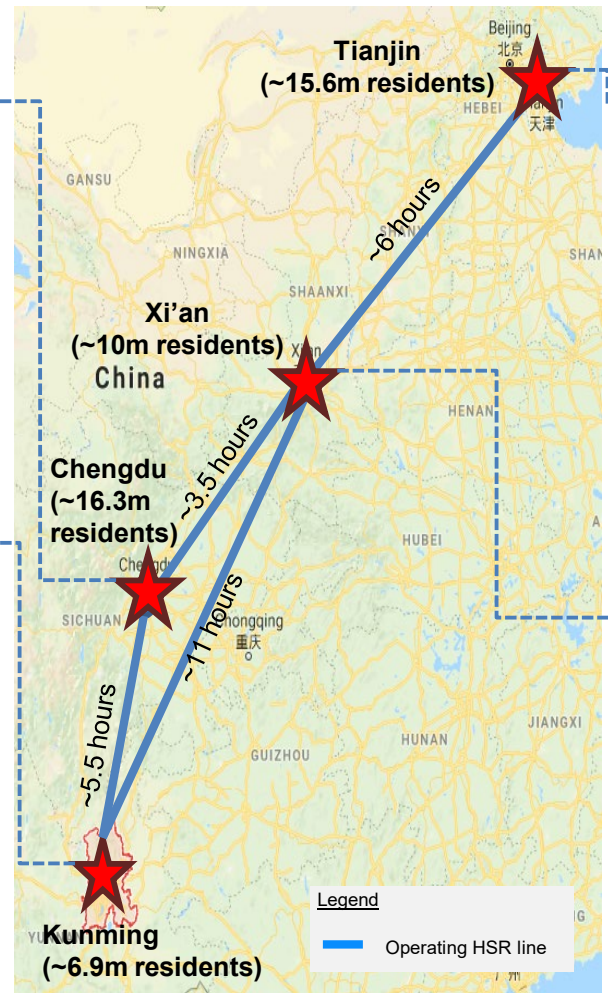 Beijing
北京
Tianjin
(~15.6m residents)
HEBEI
天津
GANSU
~6 hours
NINGXIA
SHAN
SHAANXI
Xi’an
(~10m residents)
China
HENAN
~3.5 hours
Chengdu
(~16.3m
residents)
HUBEI
Chengdu
SICHUAN
~11 hours
hongqing
重庆
~5.5 hours
JIANGXI
HUNAN
GUIZHOU
Legend
Operating HSR line
Kunming
(~6.9m residents)